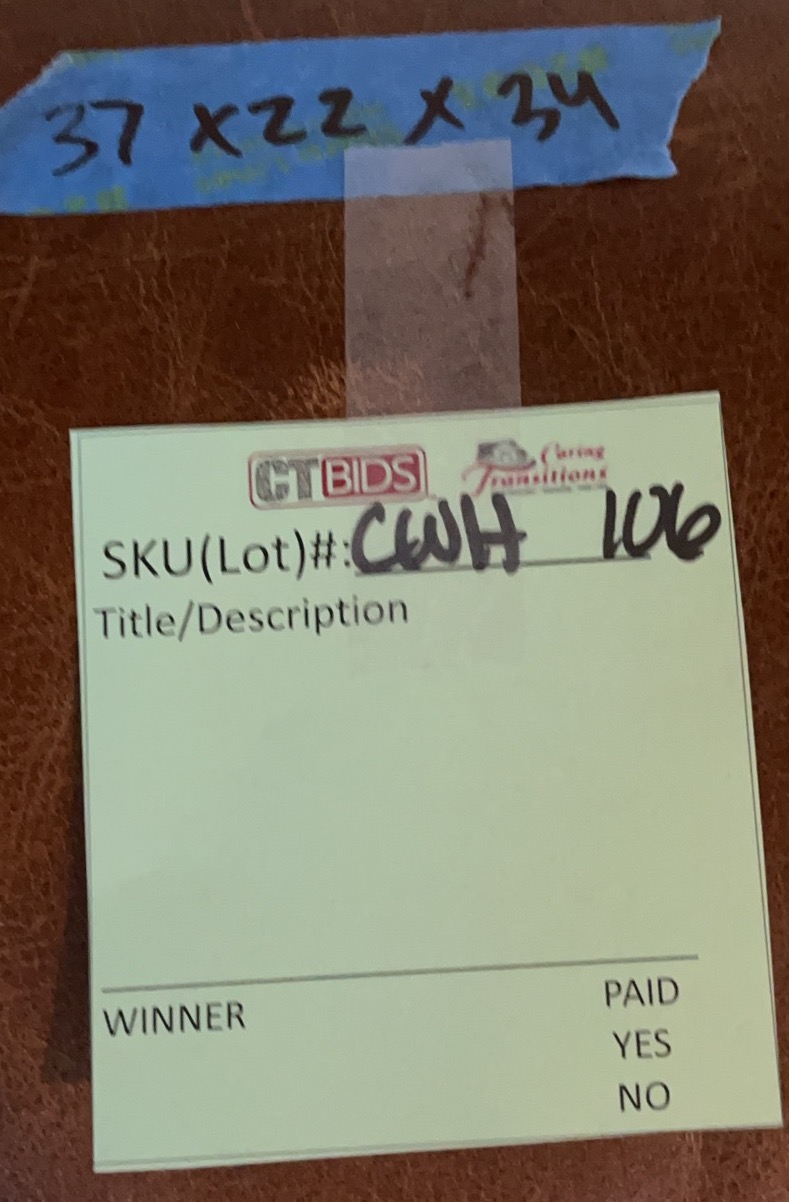 37 x 22 x 34
CTBIDS Caring Transitions
SKU(Lot)#: CWH 106
Title/Description
WINNER PAID
YES
NO